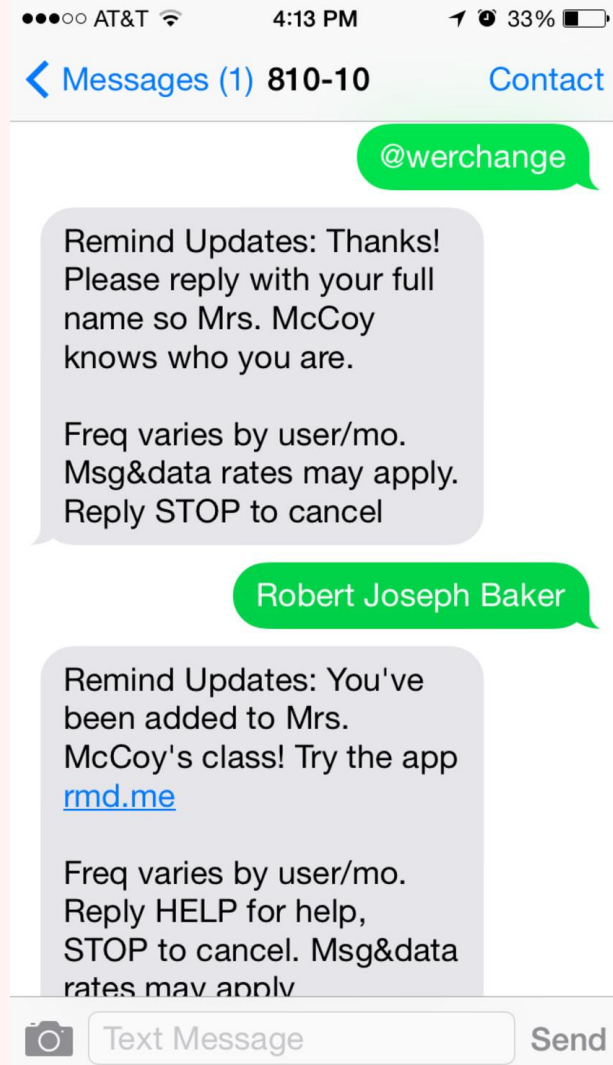 AT&T 4:13 PM 33%
Messages (1) 810-10 Contact
@werchange
Remind Updates: Thanks!
Please reply with your full
name so Mrs. McCoy
knows who you are.
Freq varies by user/mo.
Msg&data rates may apply.
Reply STOP to cancel
Robert Joseph Baker
Remind Updates: You've
been added to Mrs.
McCoy's class! Try the app
rmd.me
Freq varies by user/mo.
Reply HELP for help,
STOP to cancel. Msg&data
rates may apply
Text Message Send